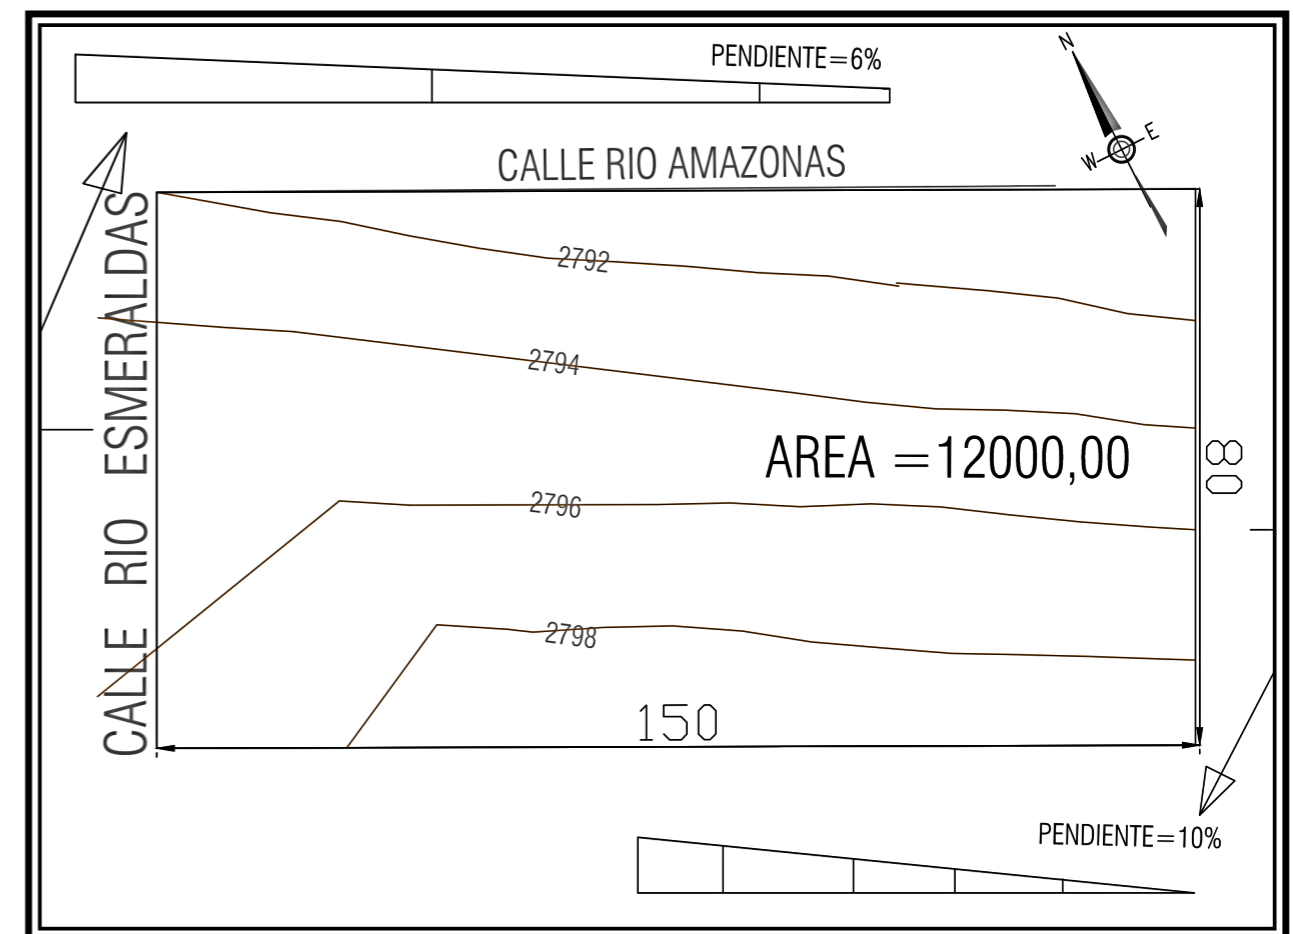 PENDIENTE=6%
N
E
W
CALLE RIO AMAZONAS
CALLE RIO ESMERALDAS
2792
2794
AREA =12000,00
80
2796
2798
150
PENDIENTE=10%